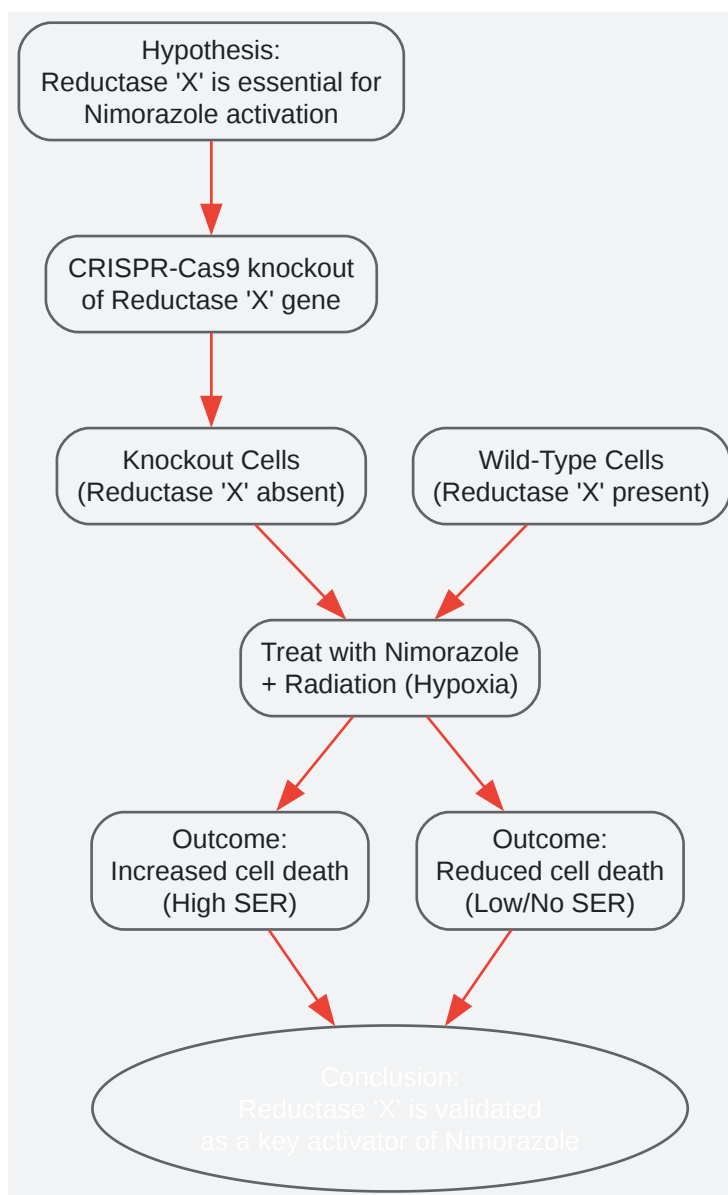 Hypothesis:
Reductase 'X' is essential for
Nimorazole activation
CRISPR-Cas9 knockout
of Reductase 'X' gene
Knockout Cells
(Reductase 'X' absent)
Wild-Type Cells
(Reductase 'X' present)
Treat with Nimorazole
+ Radiation (Hypoxia)
Outcome:
Increased cell death
(High SER)
Outcome:
Reduced cell death
(Low/No SER)
Conclusion:
Reductase 'X' is validated
as a key activator of Nimorazole